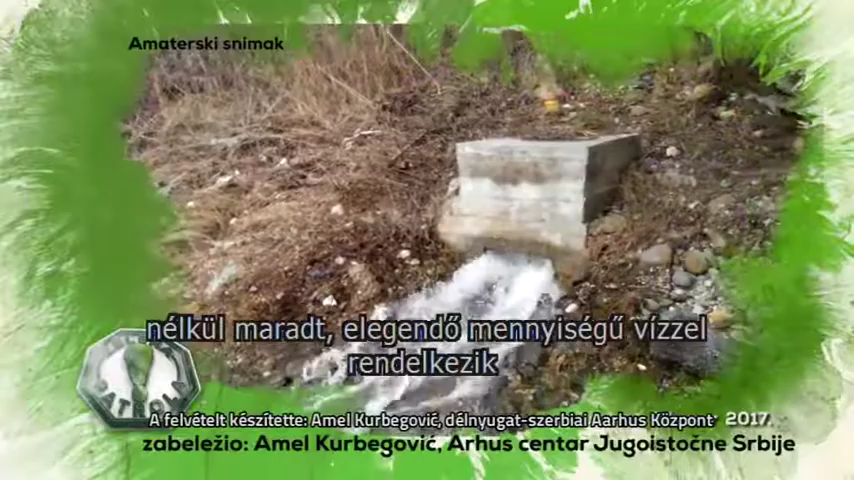 Amaterski snimak
nélkül maradt, elegendő mennyiségű vízzel
rendelkezik
PATROLA
A felvételt készítette: Amel Kurbegović, délnyugat-szerbiai Aarhus Központ 2017.
zabeležio: Amel Kurbegović, Arhus centar Jugoistočne Srbije